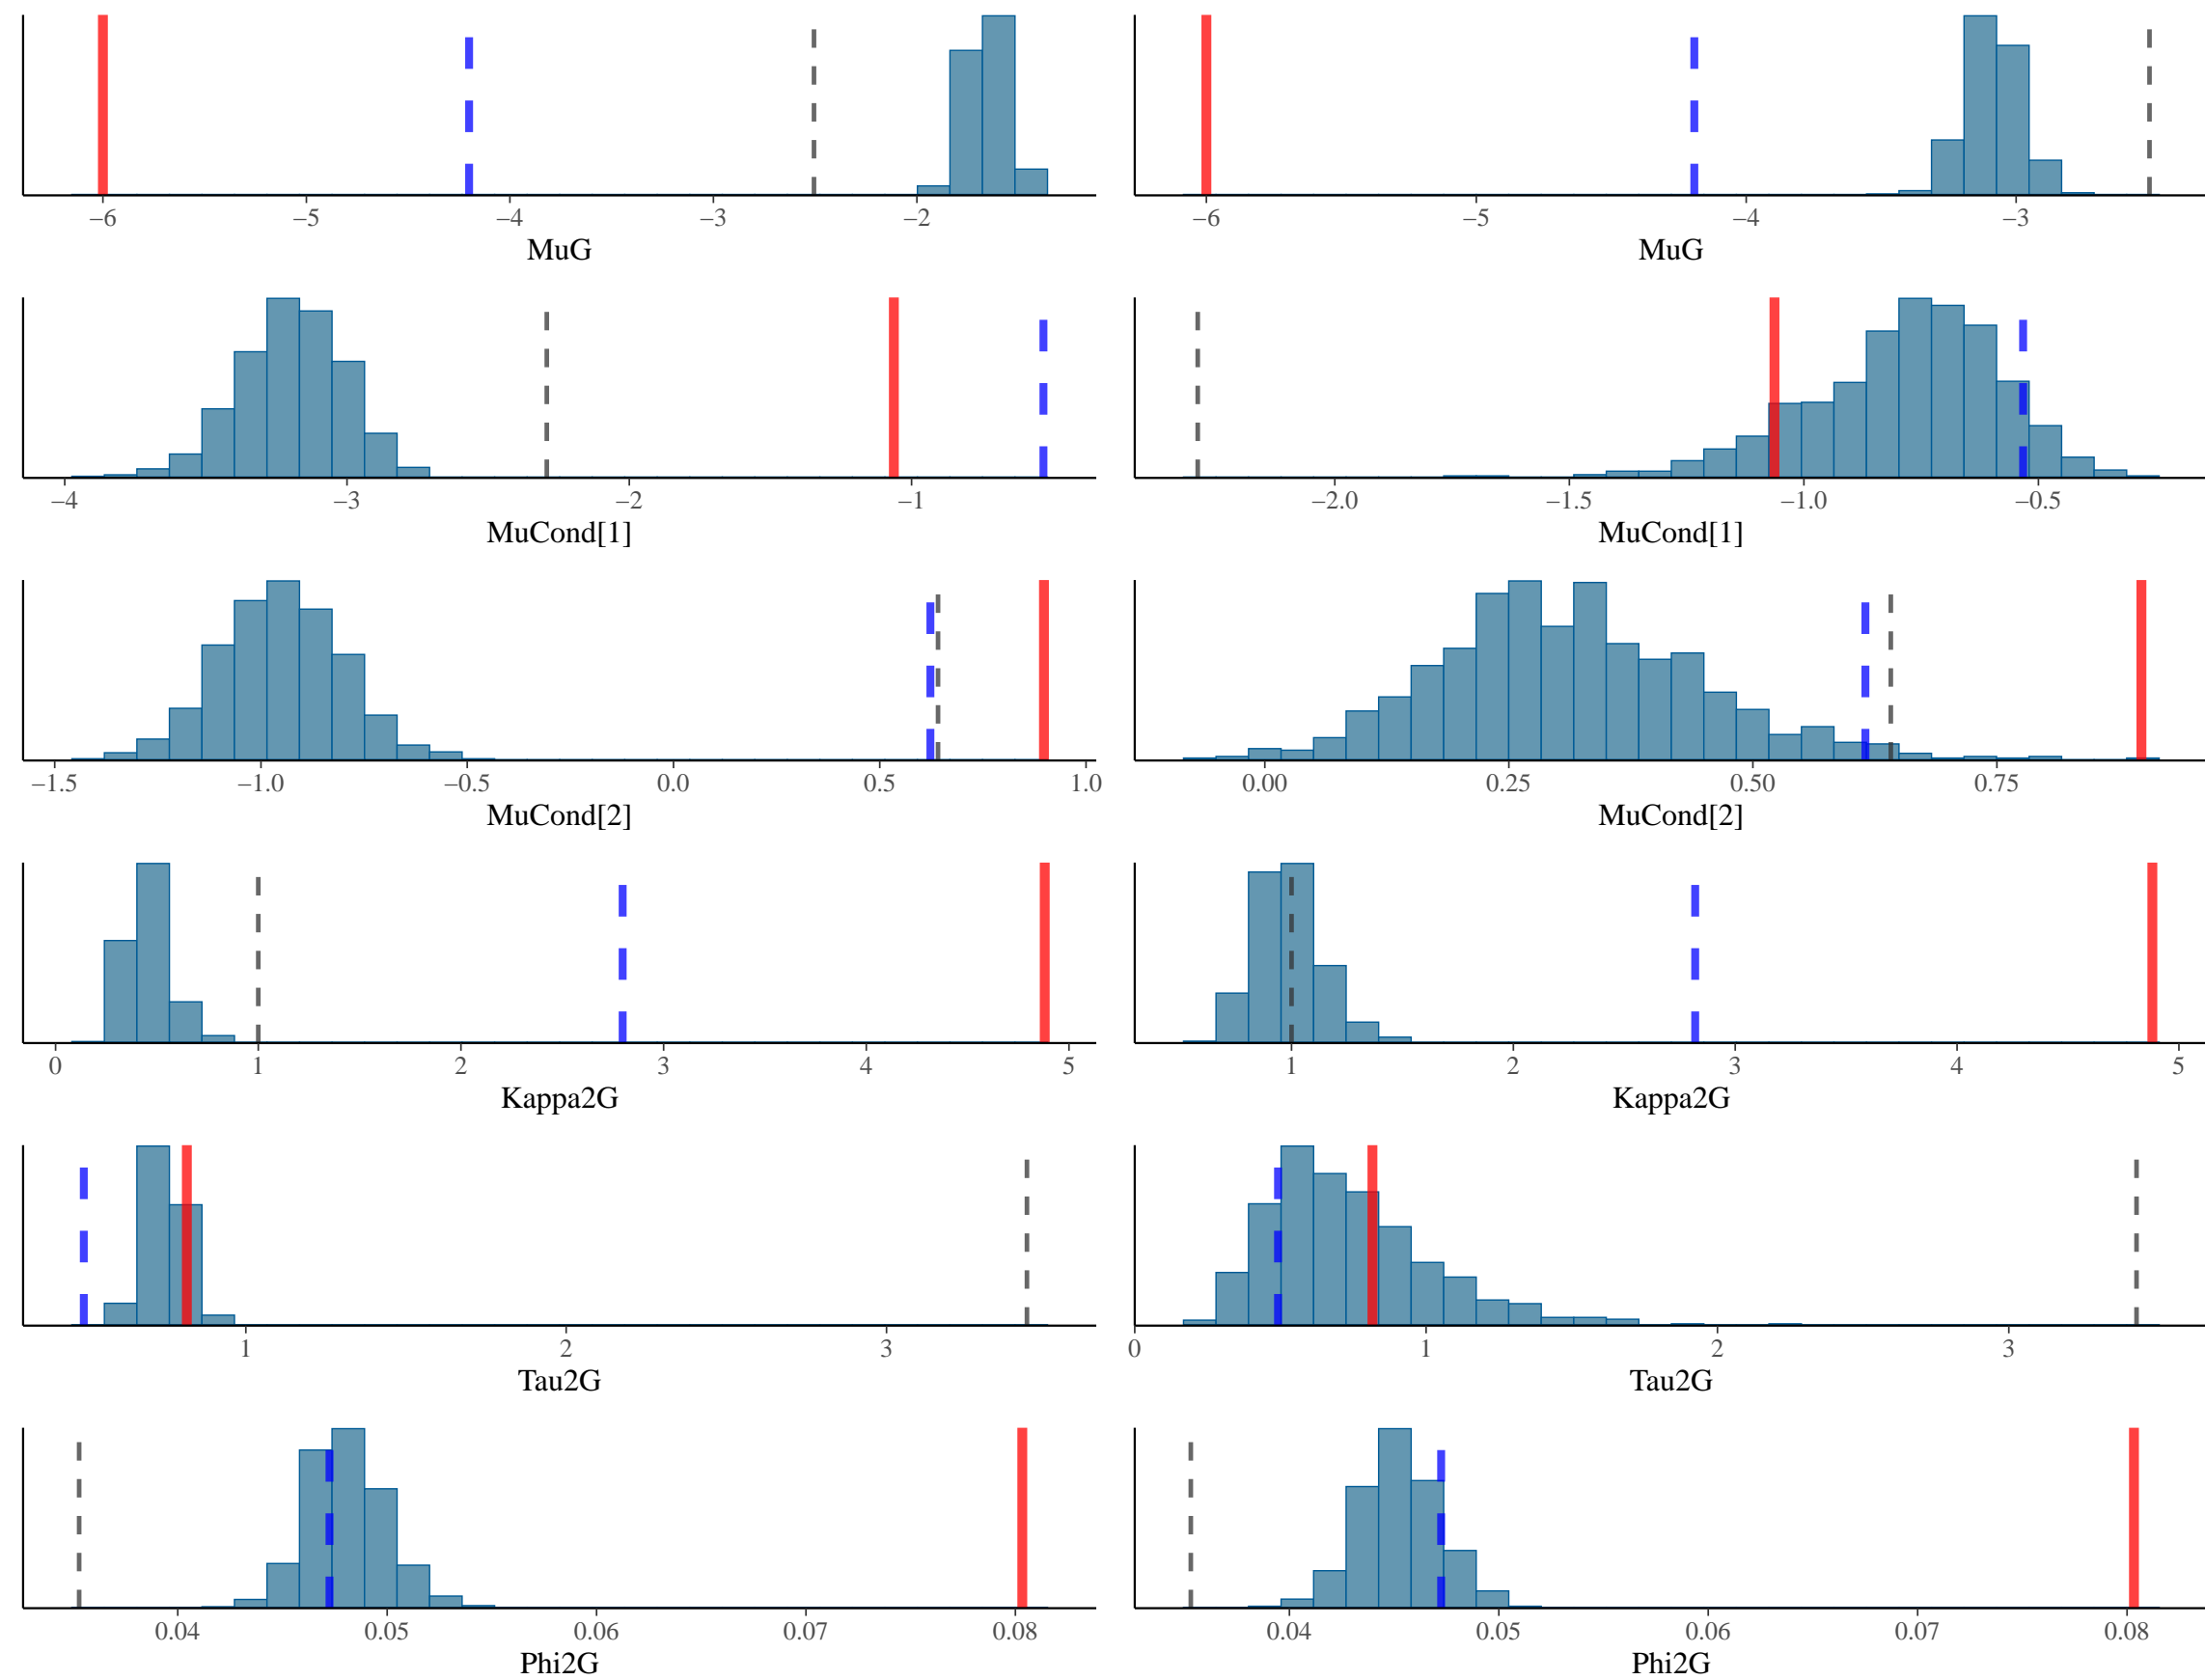 –6 –5 –4 –3 –2
MuG
–6 –5 –4 –3
MuG
–4 –3 –2 –1
MuCond[1]
–2.0 –1.5 –1.0 –0.5
MuCond[1]
–1.5 –1.0 –0.5 0.0 0.5 1.0
MuCond[2]
0.00 0.25 0.50 0.75
MuCond[2]
0 1 2 3 4 5
Kappa2G
1 2 3 4 5
Kappa2G
1 2 3
Tau2G
0 1 2 3
Tau2G
0.04 0.05 0.06 0.07 0.08
Phi2G
0.04 0.05 0.06 0.07 0.08
Phi2G